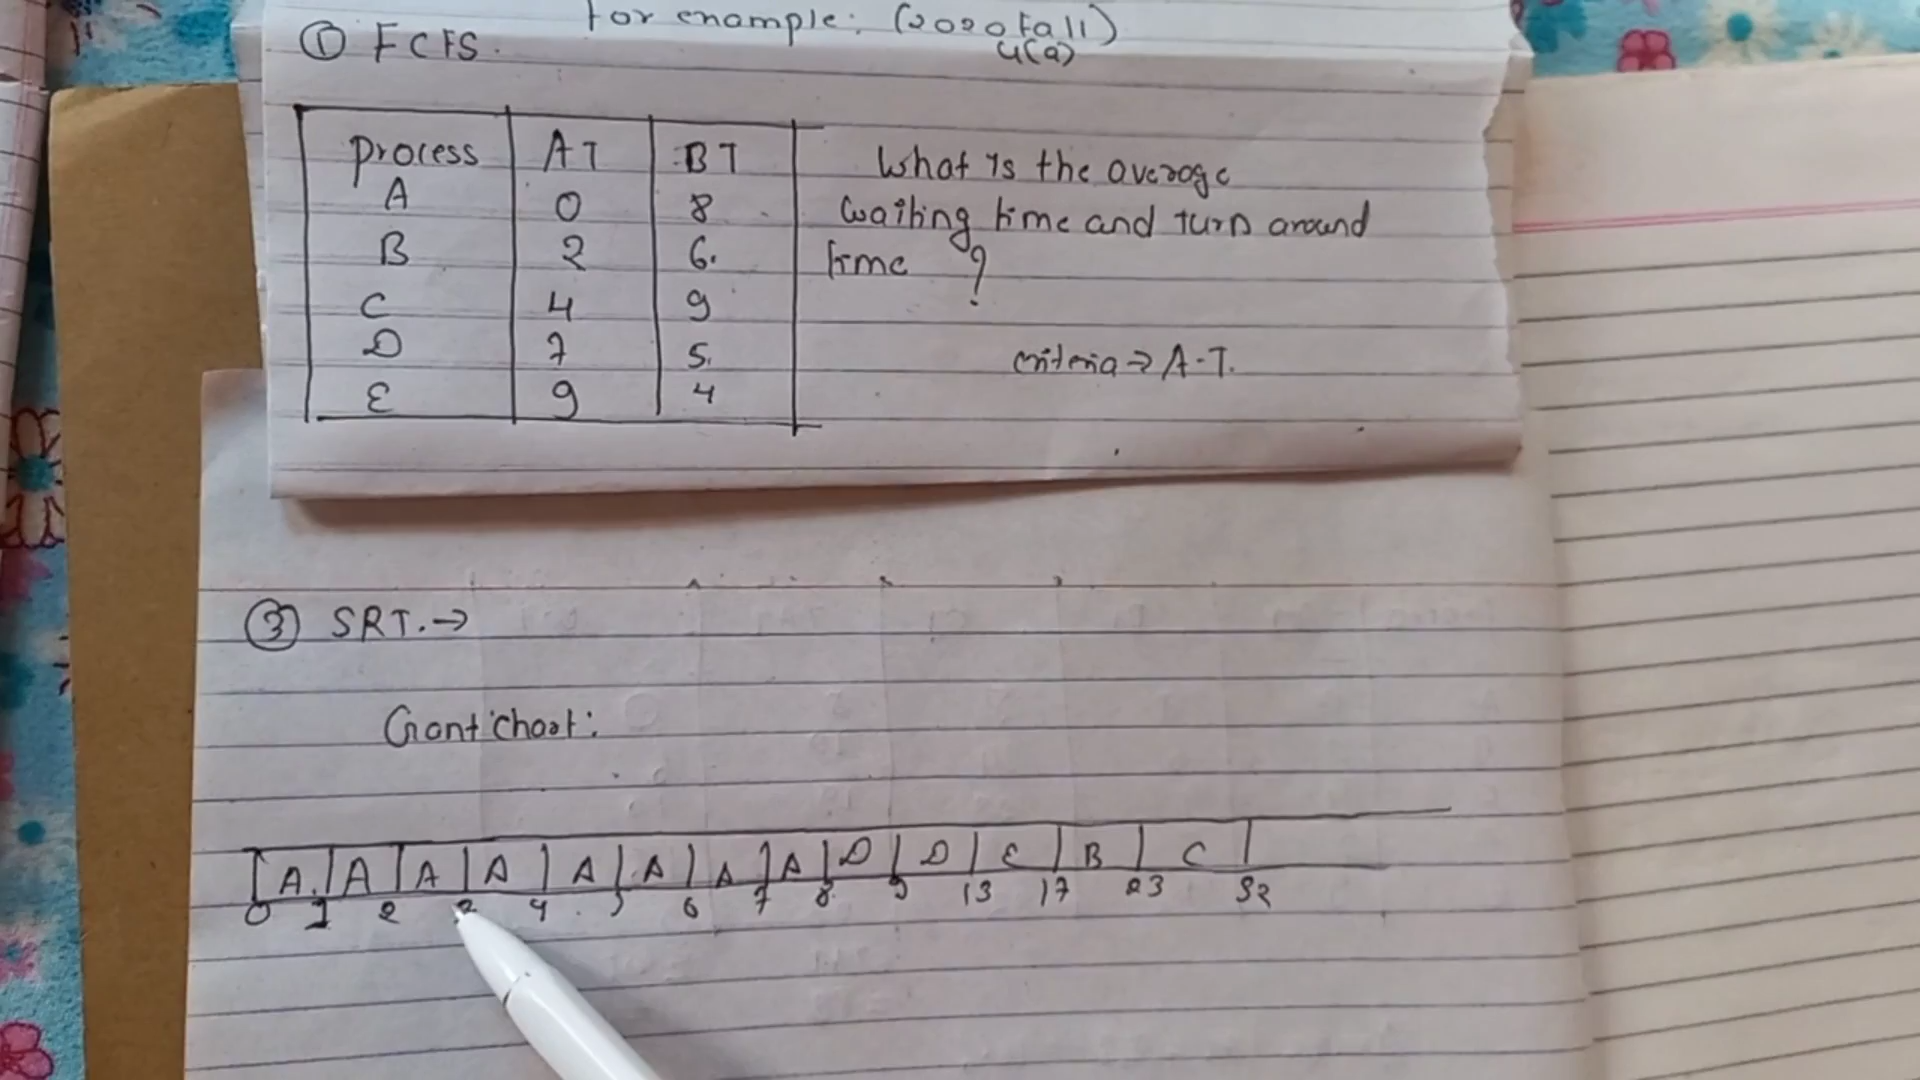 For example: (2020 Fall)
4(a)
① FCFS.
Process AT BT
A 0 8
B 2 6.
C 4 9
D 7 5.
E 9 4
What is the average
waiting time and turn around
time ?
criteria → A-T.
③ SRT. →
Gantt chart:
A A A A A A A A D D E B C
0 1 2 3 4 5 6 7 8 9 13 17 23 32